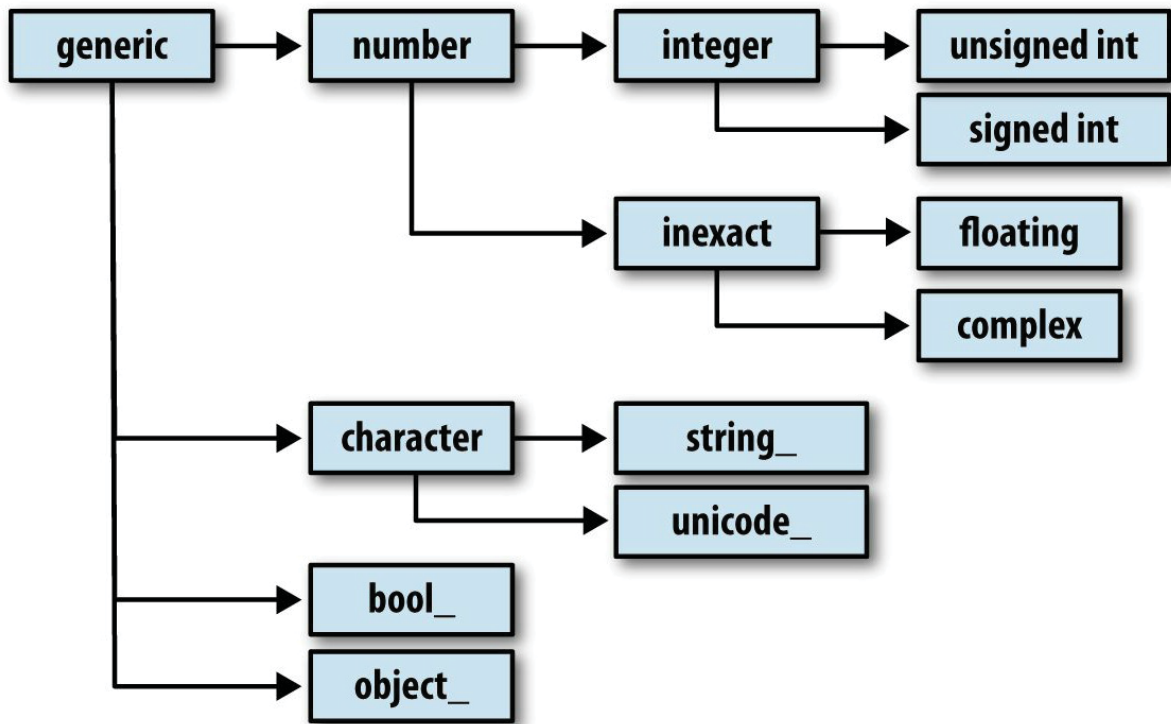 generic
number
integer
unsigned int
signed int
inexact
floating
complex
character
string_
unicode_
bool_
object_